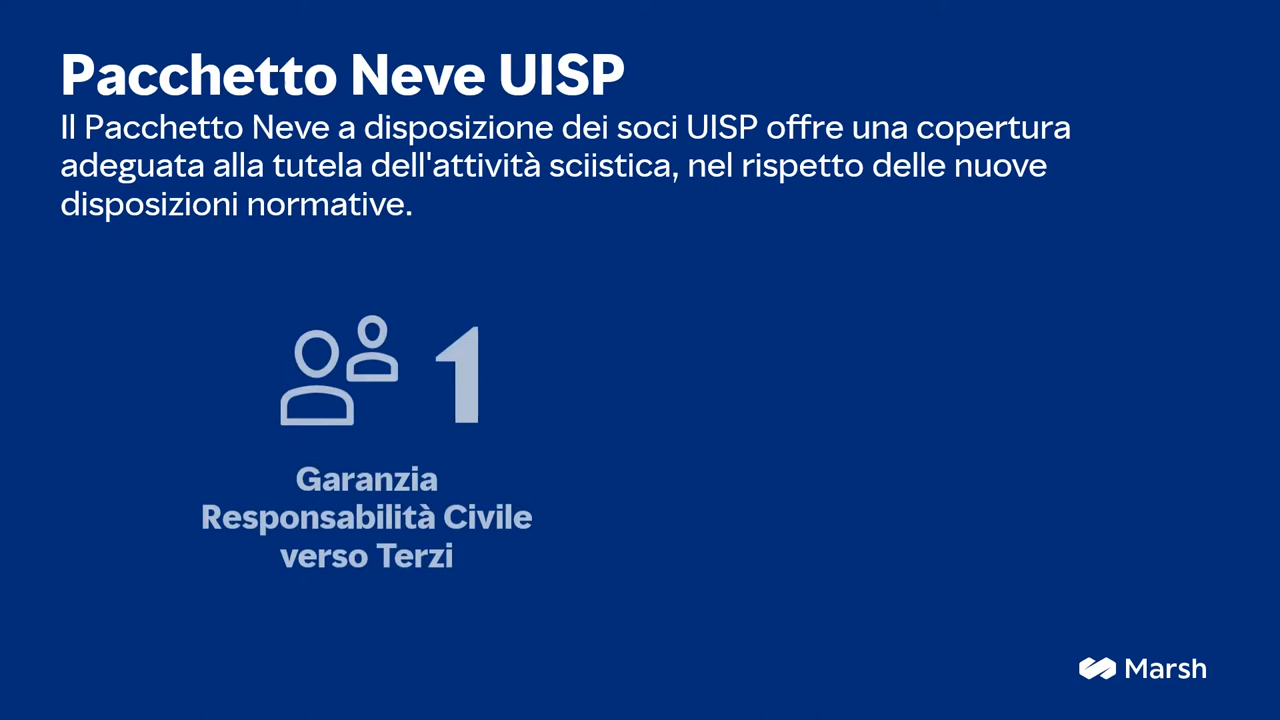 Pacchetto Neve UISP
Il Pacchetto Neve a disposizione dei soci UISP offre una copertura
adeguata alla tutela dell'attività sciistica, nel rispetto delle nuove
disposizioni normative.
1
Garanzia
Responsabilità Civile
verso Terzi
Marsh